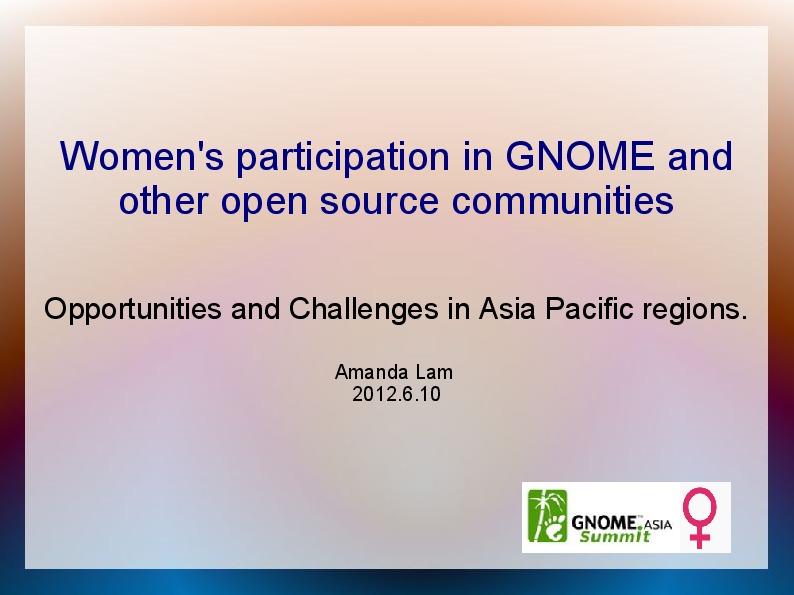 Women's participation in GNOME and
other open source communities
Opportunities and Challenges in Asia Pacific regions.
Amanda Lam
2012.6.10
GNOME™.ASIA
Summit